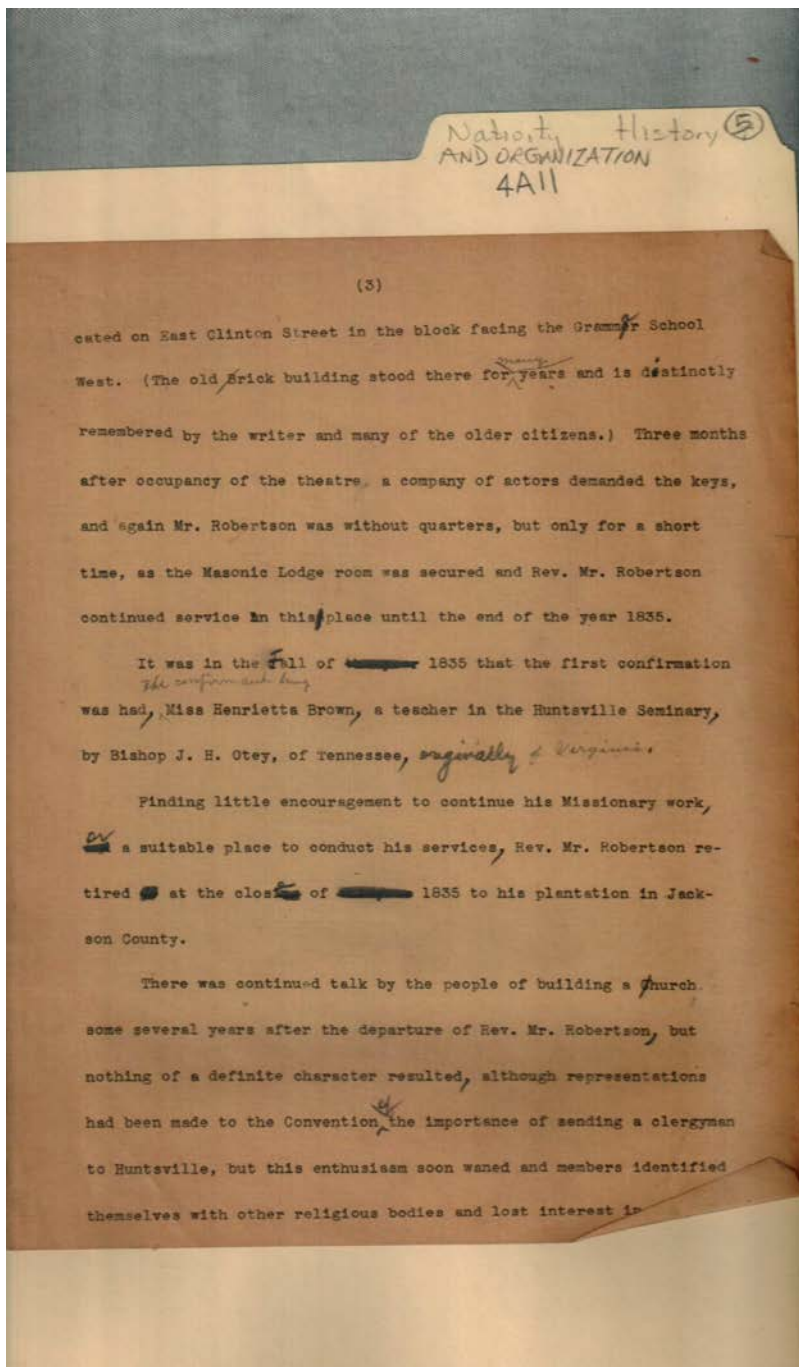 Nativity History 5
AND ORGANIZATION
4A11
(3)
cated on East Clinton Street in the block facing the Grammar School
many
West. (The old Brick building stood there for years and is distinctly
remembered by the writer and many of the older citizens.) Three months
after occupancy of the theatre, a company of actors demanded the keys,
and again Mr. Robertson was without quarters, but only for a short
time, as the Masonic Lodge room was secured and Rev. Mr. Robertson
continued service in this place until the end of the year 1835.
It was in the Fall of 1835 that the first confirmation
The confirmant being
was had, Miss Henrietta Brown, a teacher in the Huntsville Seminary,
by Bishop J. H. Otey, of Tennessee, originally of Virginia.
Finding little encouragement to continue his Missionary work,
or a suitable place to conduct his services, Rev. Mr. Robertson re-
tired at the close of 1835 to his plantation in Jack-
son County.
There was continued talk by the people of building a church
some several years after the departure of Rev. Mr. Robertson, but
nothing of a definite character resulted, although representations
of
had been made to the Convention, the importance of sending a clergyman
to Huntsville, but this enthusiasm soon waned and members identified
themselves with other religious bodies and lost interest in